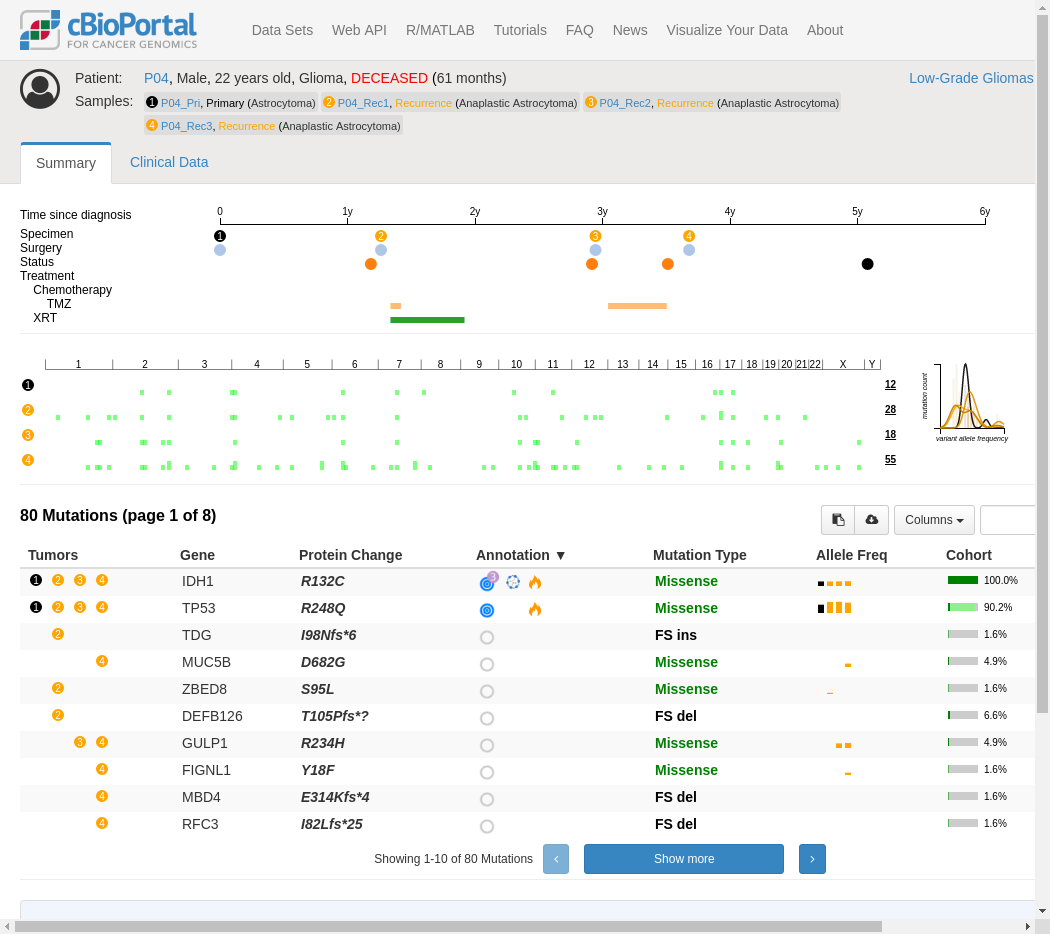 cBioPortal
FOR CANCER GENOMICS
Data Sets Web API R/MATLAB Tutorials FAQ News Visualize Your Data About
Patient: P04, Male, 22 years old, Glioma, DECEASED (61 months) Low-Grade Gliomas
Samples: 1 P04_Pri, Primary (Astrocytoma) 2 P04_Rec1, Recurrence (Anaplastic Astrocytoma) 3 P04_Rec2, Recurrence (Anaplastic Astrocytoma)
4 P04_Rec3, Recurrence (Anaplastic Astrocytoma)
Summary Clinical Data
Time since diagnosis 0 1y 2y 3y 4y 5y 6y
Specimen 1 2 3 4
Surgery
Status
Treatment
Chemotherapy
TMZ
XRT
1 2 3 4 5 6 7 8 9 10 11 12 13 14 15 16 17 18 19 20 21 22 X Y
1 12
2 28
3 18
4 55
mutation count
variant allele frequency
80 Mutations (page 1 of 8) Columns
Tumors Gene Protein Change Annotation ▼ Mutation Type Allele Freq Cohort
1 2 3 4 IDH1 R132C 3 Missense 100.0%
1 2 3 4 TP53 R248Q Missense 90.2%
2 TDG I98Nfs*6 FS ins 1.6%
4 MUC5B D682G Missense 4.9%
2 ZBED8 S95L Missense 1.6%
2 DEFB126 T105Pfs*? FS del 6.6%
3 4 GULP1 R234H Missense 4.9%
4 FIGNL1 Y18F Missense 1.6%
4 MBD4 E314Kfs*4 FS del 1.6%
4 RFC3 I82Lfs*25 FS del 1.6%
Showing 1-10 of 80 Mutations ‹ Show more ›